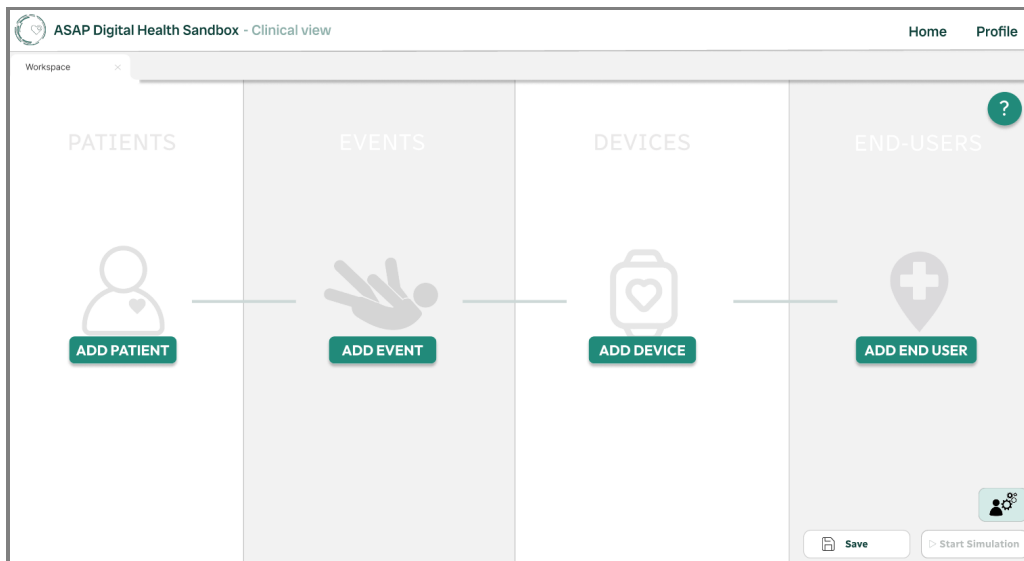 ASAP Digital Health Sandbox - Clinical view
Home
Profile
Workspace
?
PATIENTS
EVENTS
DEVICES
END-USERS
ADD PATIENT
ADD EVENT
ADD DEVICE
ADD END USER
Save
Start Simulation